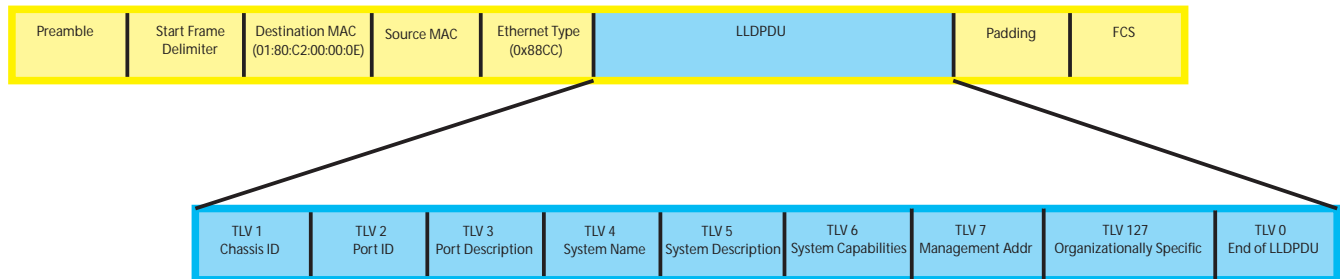 Preamble
Start Frame
Delimiter
Destination MAC
(01:80:C2:00:00:0E)
Source MAC
Ethernet Type
(0x88CC)
LLDPDU
Padding
FCS
TLV 1
Chassis ID
TLV 2
Port ID
TLV 3
Port Description
TLV 4
System Name
TLV 5
System Description
TLV 6
System Capabilities
TLV 7
Management Addr
TLV 127
Organizationally Specific
TLV 0
End of LLDPDU